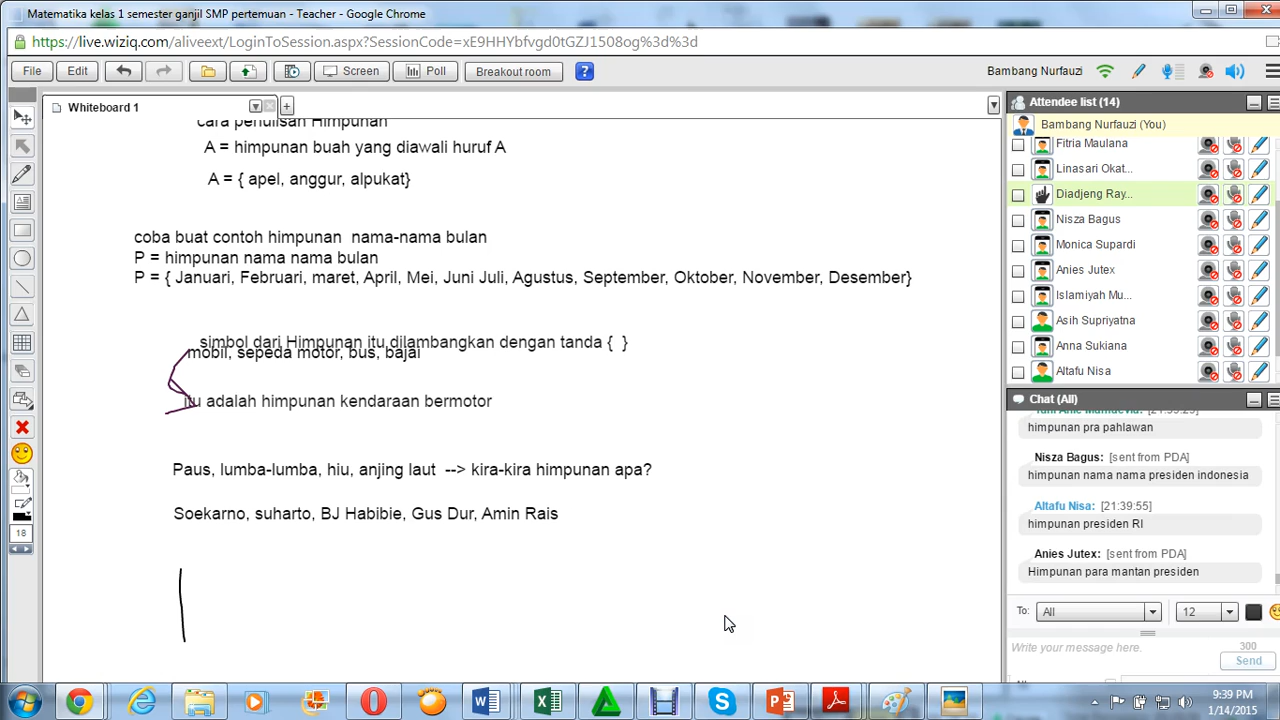 Matematika kelas 1 semester ganjil SMP pertemuan - Teacher - Google Chrome
https://live.wiziq.com/aliveext/LoginToSession.aspx?SessionCode=xE9HHYbfvgd0tGZJ1508og%3d%3d
File Edit Screen Poll Breakout room ? Bambang Nurfauzi
Whiteboard 1 +
cara penulisan Himpunan
A = himpunan buah yang diawali huruf A
A = { apel, anggur, alpukat}
coba buat contoh himpunan nama-nama bulan
P = himpunan nama nama bulan
P = { Januari, Februari, maret, April, Mei, Juni Juli, Agustus, September, Oktober, November, Desember}
simbol dari Himpunan itu dilambangkan dengan tanda { }
mobil, sepeda motor, bus, bajai
itu adalah himpunan kendaraan bermotor
Paus, lumba-lumba, hiu, anjing laut --> kira-kira himpunan apa?
Soekarno, suharto, BJ Habibie, Gus Dur, Amin Rais
18
Attendee list (14)
Bambang Nurfauzi (You)
Fitria Maulana
Linasari Okat...
Diadjeng Ray...
Nisza Bagus
Monica Supardi
Anies Jutex
Islamiyah Mu...
Asih Supriyatna
Anna Sukiana
Altafu Nisa
Chat (All)
himpunan pra pahlawan
Nisza Bagus: [sent from PDA]
himpunan nama nama presiden indonesia
Altafu Nisa: [21:39:55]
himpunan presiden RI
Anies Jutex: [sent from PDA]
Himpunan para mantan presiden
To: All 12
Write your message here... 300
Send
9:39 PM
1/14/2015